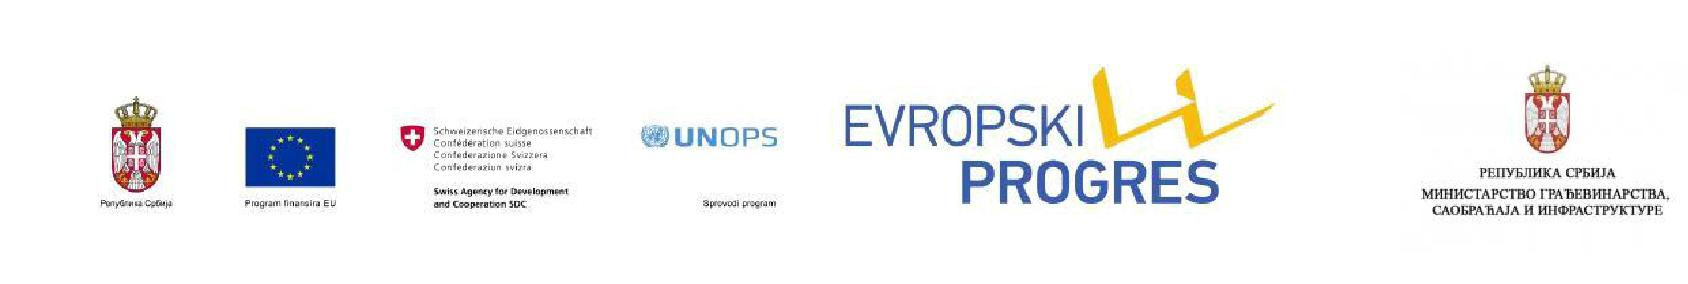 Република Србија
Program finansira EU
Schweizerische Eidgenossenschaft
Confédération suisse
Confederazione Svizzera
Confederaziun svizra
Swiss Agency for Development
and Cooperation SDC
UNOPS
Sprovodi program
EVROPSKI
PROGRES
РЕПУБЛИКА СРБИЈА
МИНИСТАРСТВО ГРАЂЕВИНАРСТВА,
САОБРАЋАЈА И ИНФРАСТРУКТУРЕ